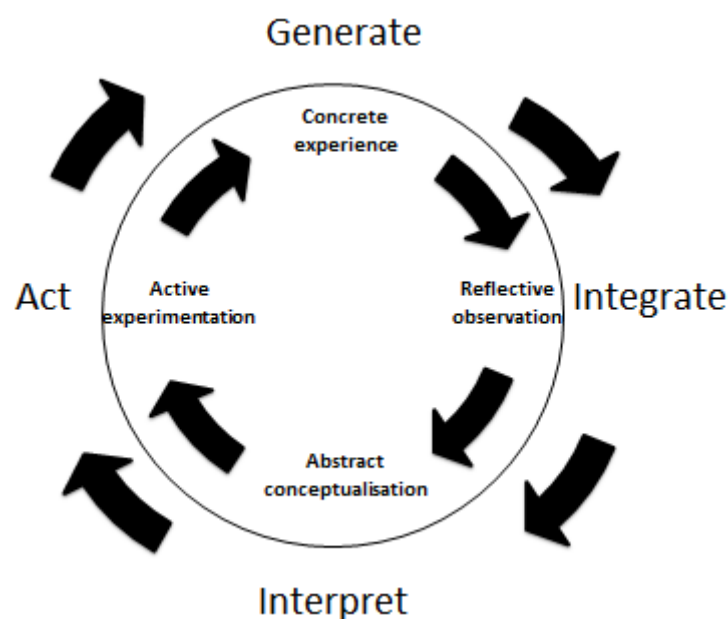 Generate
Concrete
experience
Act
Active
experimentation
Reflective
observation
Integrate
Abstract
conceptualisation
Interpret